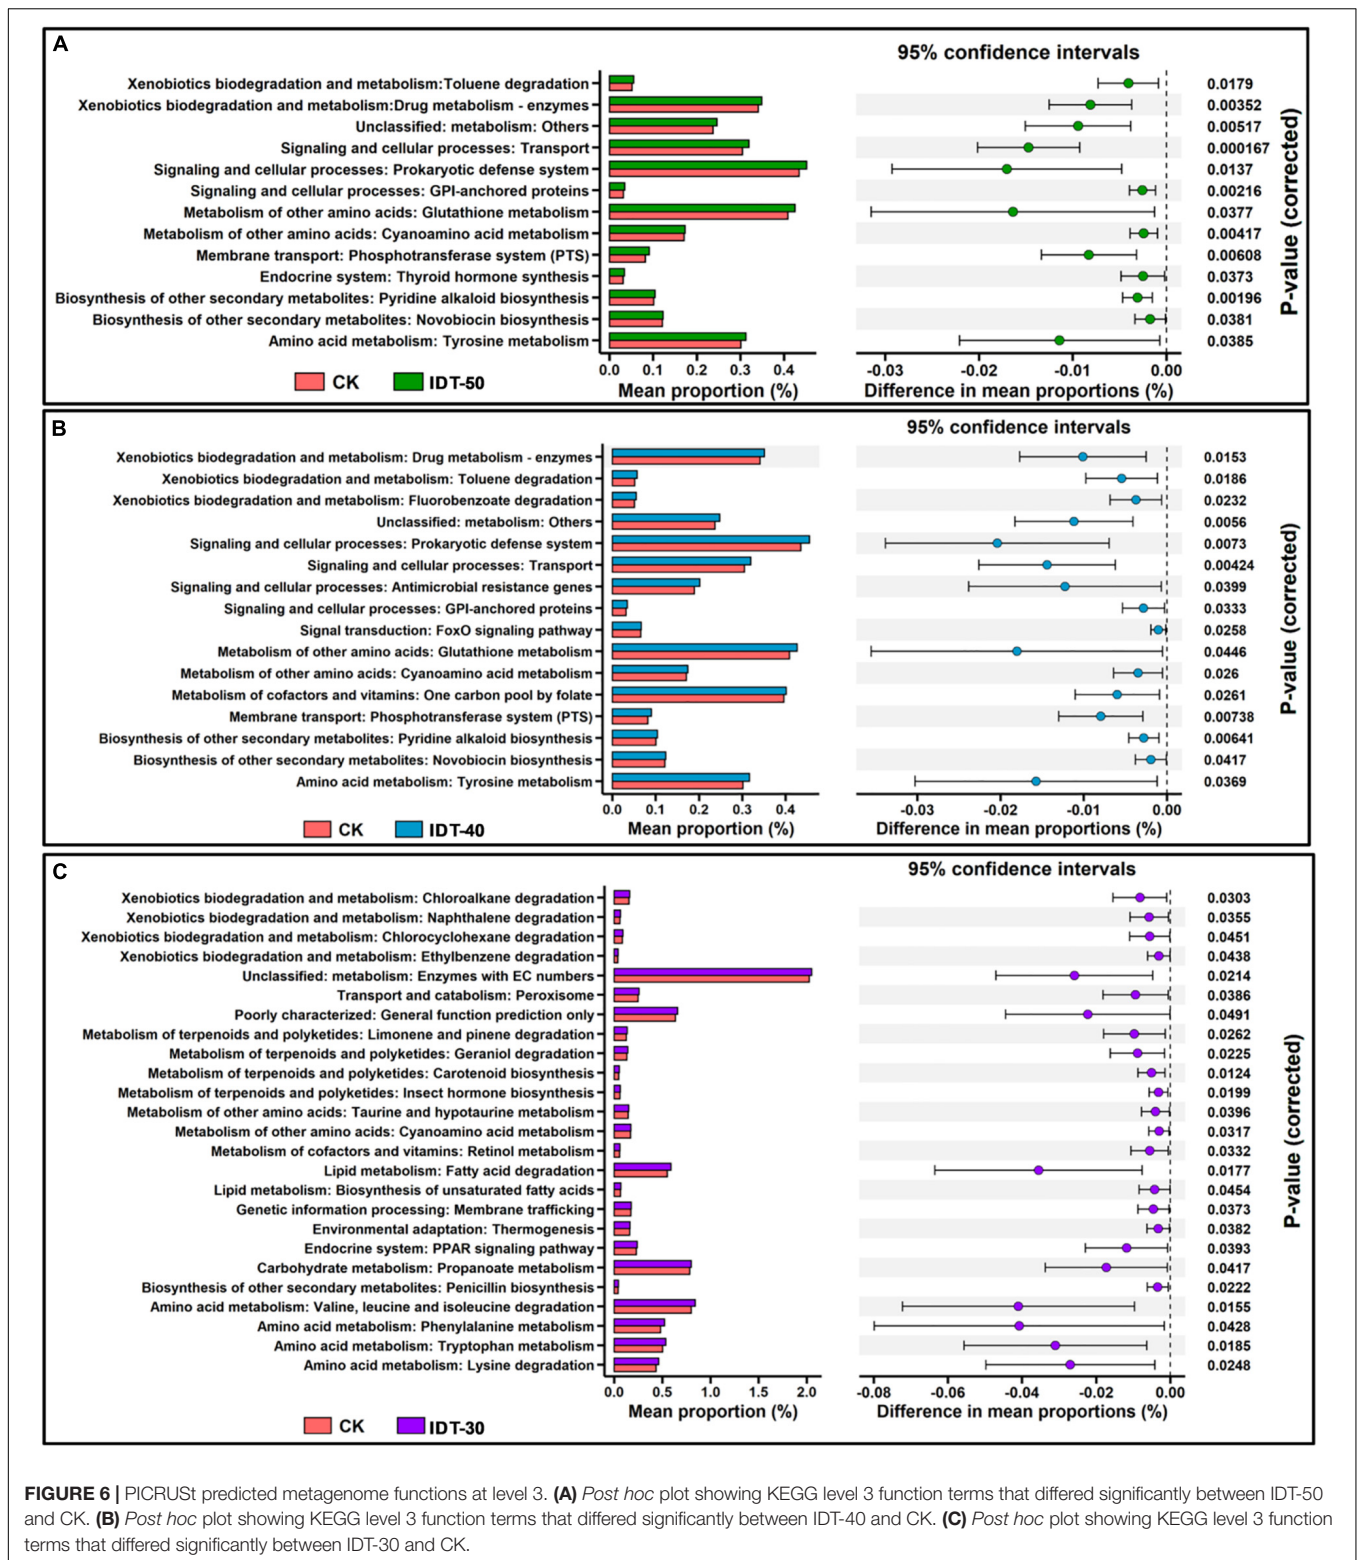 A
95% confidence intervals
Xenobiotics biodegradation and metabolism:Toluene degradation 0.0179
Xenobiotics biodegradation and metabolism:Drug metabolism - enzymes 0.00352
Unclassified: metabolism: Others 0.00517
Signaling and cellular processes: Transport 0.000167
Signaling and cellular processes: Prokaryotic defense system 0.0137
Signaling and cellular processes: GPI-anchored proteins 0.00216
Metabolism of other amino acids: Glutathione metabolism 0.0377
Metabolism of other amino acids: Cyanoamino acid metabolism 0.00417
Membrane transport: Phosphotransferase system (PTS) 0.00608
Endocrine system: Thyroid hormone synthesis 0.0373
Biosynthesis of other secondary metabolites: Pyridine alkaloid biosynthesis 0.00196
Biosynthesis of other secondary metabolites: Novobiocin biosynthesis 0.0381
Amino acid metabolism: Tyrosine metabolism 0.0385
P-value (corrected)
0.0 0.1 0.2 0.3 0.4 -0.03 -0.02 -0.01 0.00
CK IDT-50 Mean proportion (%) Difference in mean proportions (%)
B
95% confidence intervals
Xenobiotics biodegradation and metabolism: Drug metabolism - enzymes 0.0153
Xenobiotics biodegradation and metabolism: Toluene degradation 0.0186
Xenobiotics biodegradation and metabolism: Fluorobenzoate degradation 0.0232
Unclassified: metabolism: Others 0.0056
Signaling and cellular processes: Prokaryotic defense system 0.0073
Signaling and cellular processes: Transport 0.00424
Signaling and cellular processes: Antimicrobial resistance genes 0.0399
Signaling and cellular processes: GPI-anchored proteins 0.0333
Signal transduction: FoxO signaling pathway 0.0258
Metabolism of other amino acids: Glutathione metabolism 0.0446
Metabolism of other amino acids: Cyanoamino acid metabolism 0.026
Metabolism of cofactors and vitamins: One carbon pool by folate 0.0261
Membrane transport: Phosphotransferase system (PTS) 0.00738
Biosynthesis of other secondary metabolites: Pyridine alkaloid biosynthesis 0.00641
Biosynthesis of other secondary metabolites: Novobiocin biosynthesis 0.0417
Amino acid metabolism: Tyrosine metabolism 0.0369
P-value (corrected)
0.0 0.1 0.2 0.3 0.4 -0.03 -0.02 -0.01 0.00
CK IDT-40 Mean proportion (%) Difference in mean proportions (%)
C
95% confidence intervals
Xenobiotics biodegradation and metabolism: Chloroalkane degradation 0.0303
Xenobiotics biodegradation and metabolism: Naphthalene degradation 0.0355
Xenobiotics biodegradation and metabolism: Chlorocyclohexane degradation 0.0451
Xenobiotics biodegradation and metabolism: Ethylbenzene degradation 0.0438
Unclassified: metabolism: Enzymes with EC numbers 0.0214
Transport and catabolism: Peroxisome 0.0386
Poorly characterized: General function prediction only 0.0491
Metabolism of terpenoids and polyketides: Limonene and pinene degradation 0.0262
Metabolism of terpenoids and polyketides: Geraniol degradation 0.0225
Metabolism of terpenoids and polyketides: Carotenoid biosynthesis 0.0124
Metabolism of terpenoids and polyketides: Insect hormone biosynthesis 0.0199
Metabolism of other amino acids: Taurine and hypotaurine metabolism 0.0396
Metabolism of other amino acids: Cyanoamino acid metabolism 0.0317
Metabolism of cofactors and vitamins: Retinol metabolism 0.0332
Lipid metabolism: Fatty acid degradation 0.0177
Lipid metabolism: Biosynthesis of unsaturated fatty acids 0.0454
Genetic information processing: Membrane trafficking 0.0373
Environmental adaptation: Thermogenesis 0.0382
Endocrine system: PPAR signaling pathway 0.0393
Carbohydrate metabolism: Propanoate metabolism 0.0417
Biosynthesis of other secondary metabolites: Penicillin biosynthesis 0.0222
Amino acid metabolism: Valine, leucine and isoleucine degradation 0.0155
Amino acid metabolism: Phenylalanine metabolism 0.0428
Amino acid metabolism: Tryptophan metabolism 0.0185
Amino acid metabolism: Lysine degradation 0.0248
P-value (corrected)
0.0 0.5 1.0 1.5 2.0 -0.08 -0.06 -0.04 -0.02 0.00
Mean proportion (%) Difference in mean proportions (%)
CK IDT-30
FIGURE 6 | PICRUSt predicted metagenome functions at level 3. (A) Post hoc plot showing KEGG level 3 function terms that differed significantly between IDT-50
and CK. (B) Post hoc plot showing KEGG level 3 function terms that differed significantly between IDT-40 and CK. (C) Post hoc plot showing KEGG level 3 function
terms that differed significantly between IDT-30 and CK.